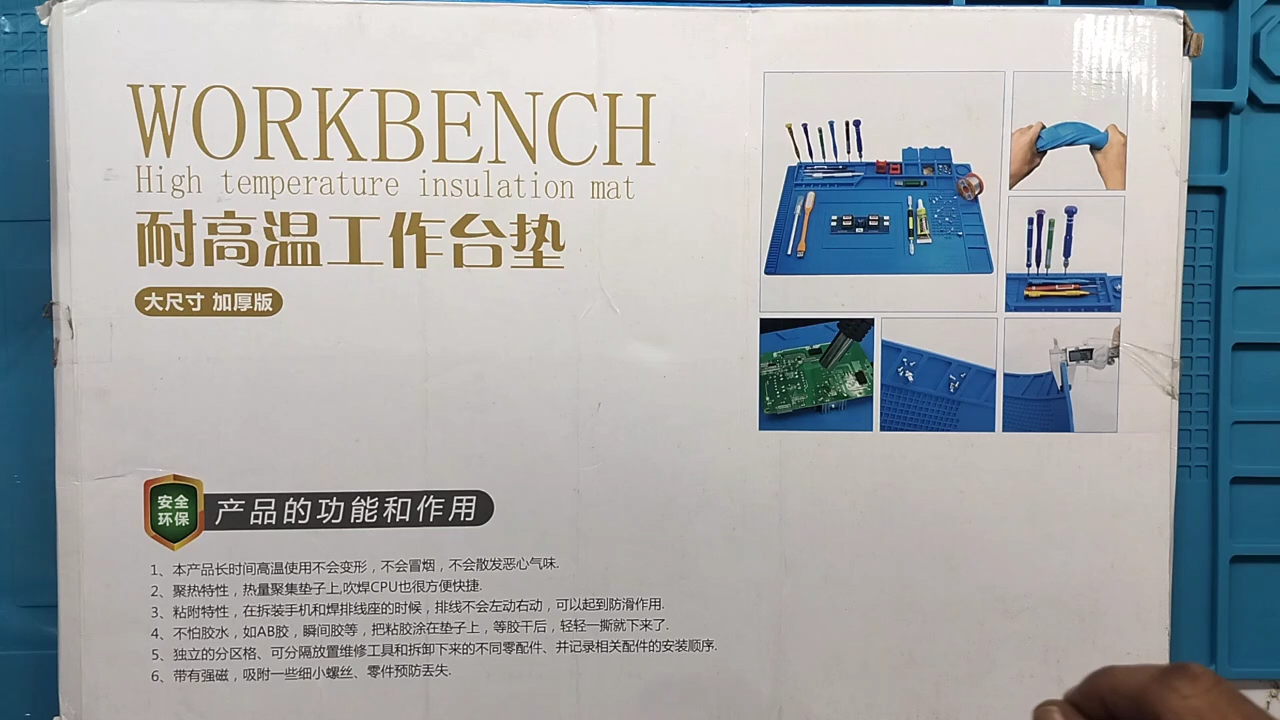 WORKBENCH
High temperature insulation mat
耐高温工作台垫
大尺寸 加厚版
安全
环保
产品的功能和作用
1、本产品长时间高温使用不会变形，不会冒烟，不会散发恶心气味.
2、聚热特性，热量聚集垫子上,吹焊CPU也很方便快捷.
3、粘附特性，在拆装手机和焊排线座的时候，排线不会左动右动，可以起到防滑作用.
4、不怕胶水，如AB胶，瞬间胶等，把粘胶涂在垫子上，等胶干后，轻轻一撕就下来了.
5、独立的分区格、可分隔放置维修工具和拆卸下来的不同零配件、并记录相关配件的安装顺序.
6、带有强磁，吸附一些细小螺丝、零件预防丢失.